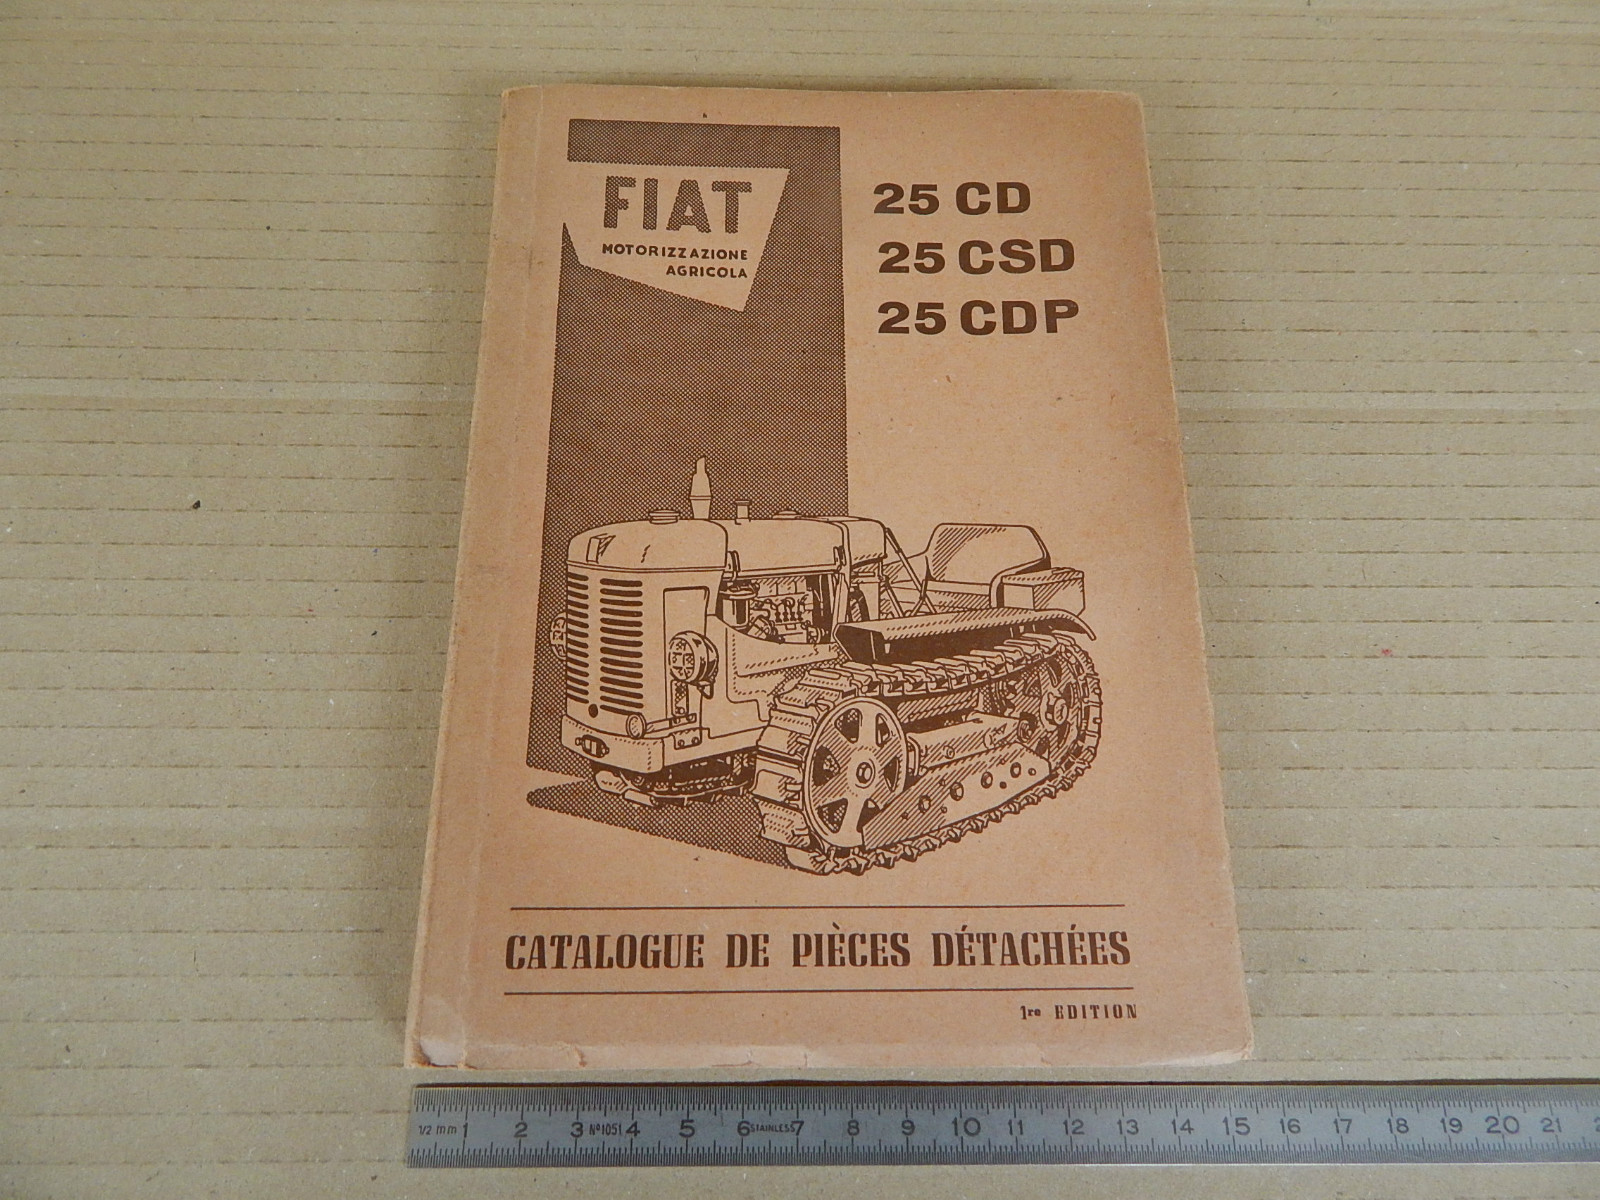 FIAT
MOTORIZZAZIONE
AGRICOLA
25 CD
25 CSD
25 CDP
CATALOGUE DE PIÈCES DÉTACHÉES
1re EDITION
1/2 mm 1 2 3 Nº1051 4 5 6 STAINLESS 7 8 9 10 11 12 13 14 15 16 17 18 19 20 21